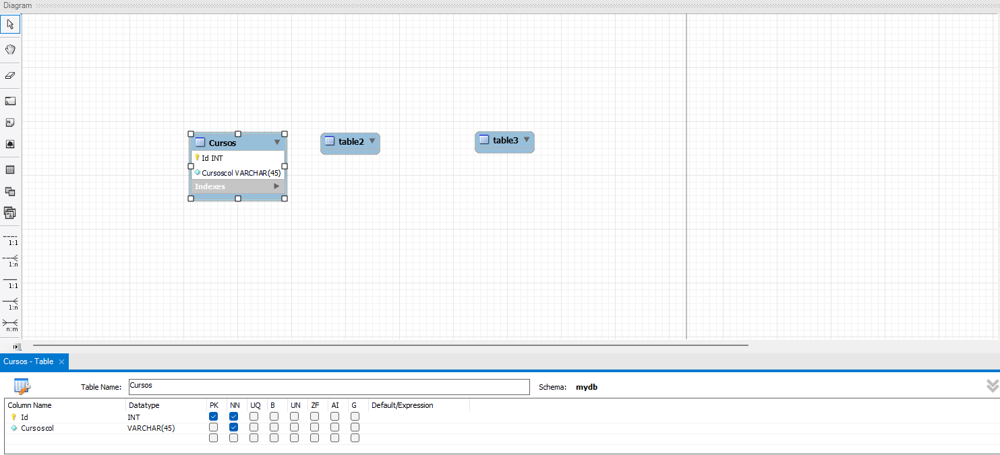 Diagram
Cursos
Id INT
Cursoscol VARCHAR(45)
Indexes
table2
table3
1:1
1:n
1:1
1:n
n:m
Cursos - Table
Table Name: Cursos Schema: mydb
Column Name Datatype PK NN UQ B UN ZF AI G Default/Expression
Id INT
Cursoscol VARCHAR(45)